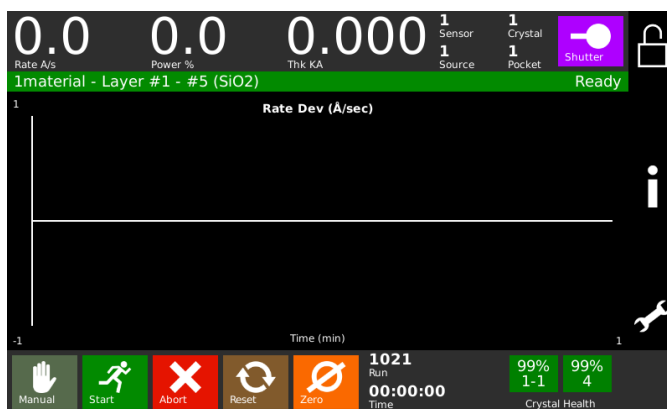 0.0
Rate A/s
0.0
Power %
0.000
Thk KA
1
Sensor
1
Source
1
Crystal
1
Pocket
Shutter
1material - Layer #1 - #5 (SiO2)
Ready
1
Rate Dev (Å/sec)
-1
Time (min)
1
Manual
Start
Abort
Reset
Zero
1021
Run
00:00:00
Time
99%
1-1
99%
4
Crystal Health